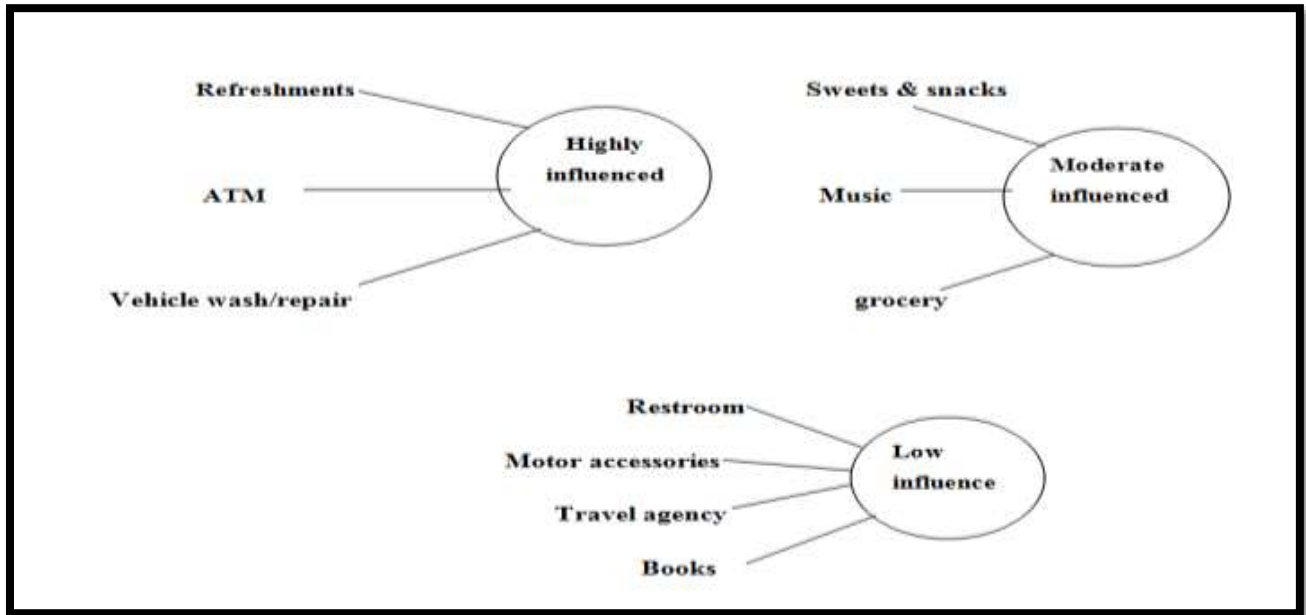 Refreshments
Highly
influenced
ATM
Vehicle wash/repair
Sweets & snacks
Moderate
influenced
Music
grocery
Restroom
Low
influence
Motor accessories
Travel agency
Books